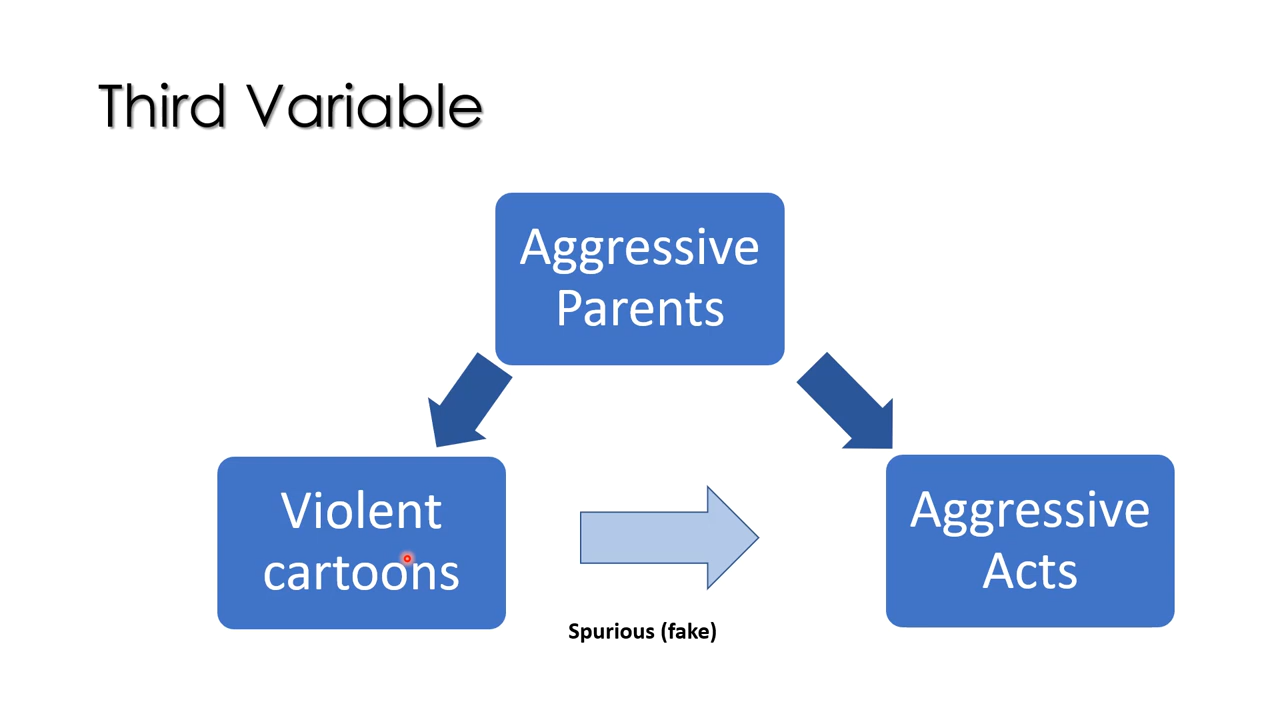 Third Variable
Aggressive
Parents
Violent
cartoons
Aggressive
Acts
Spurious (fake)